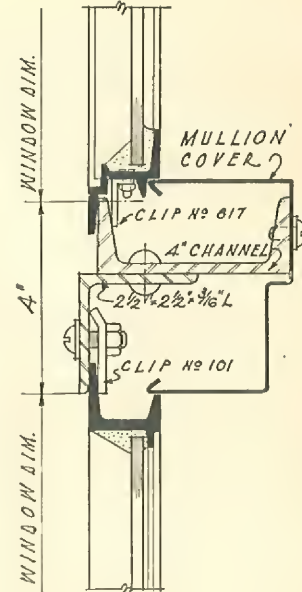 WINDOW DIM.
MULLION
COVER
CLIP Nº 617
4" CHANNEL
4"
2½"×2½"×3/16" L
CLIP Nº 101
WINDOW DIM.